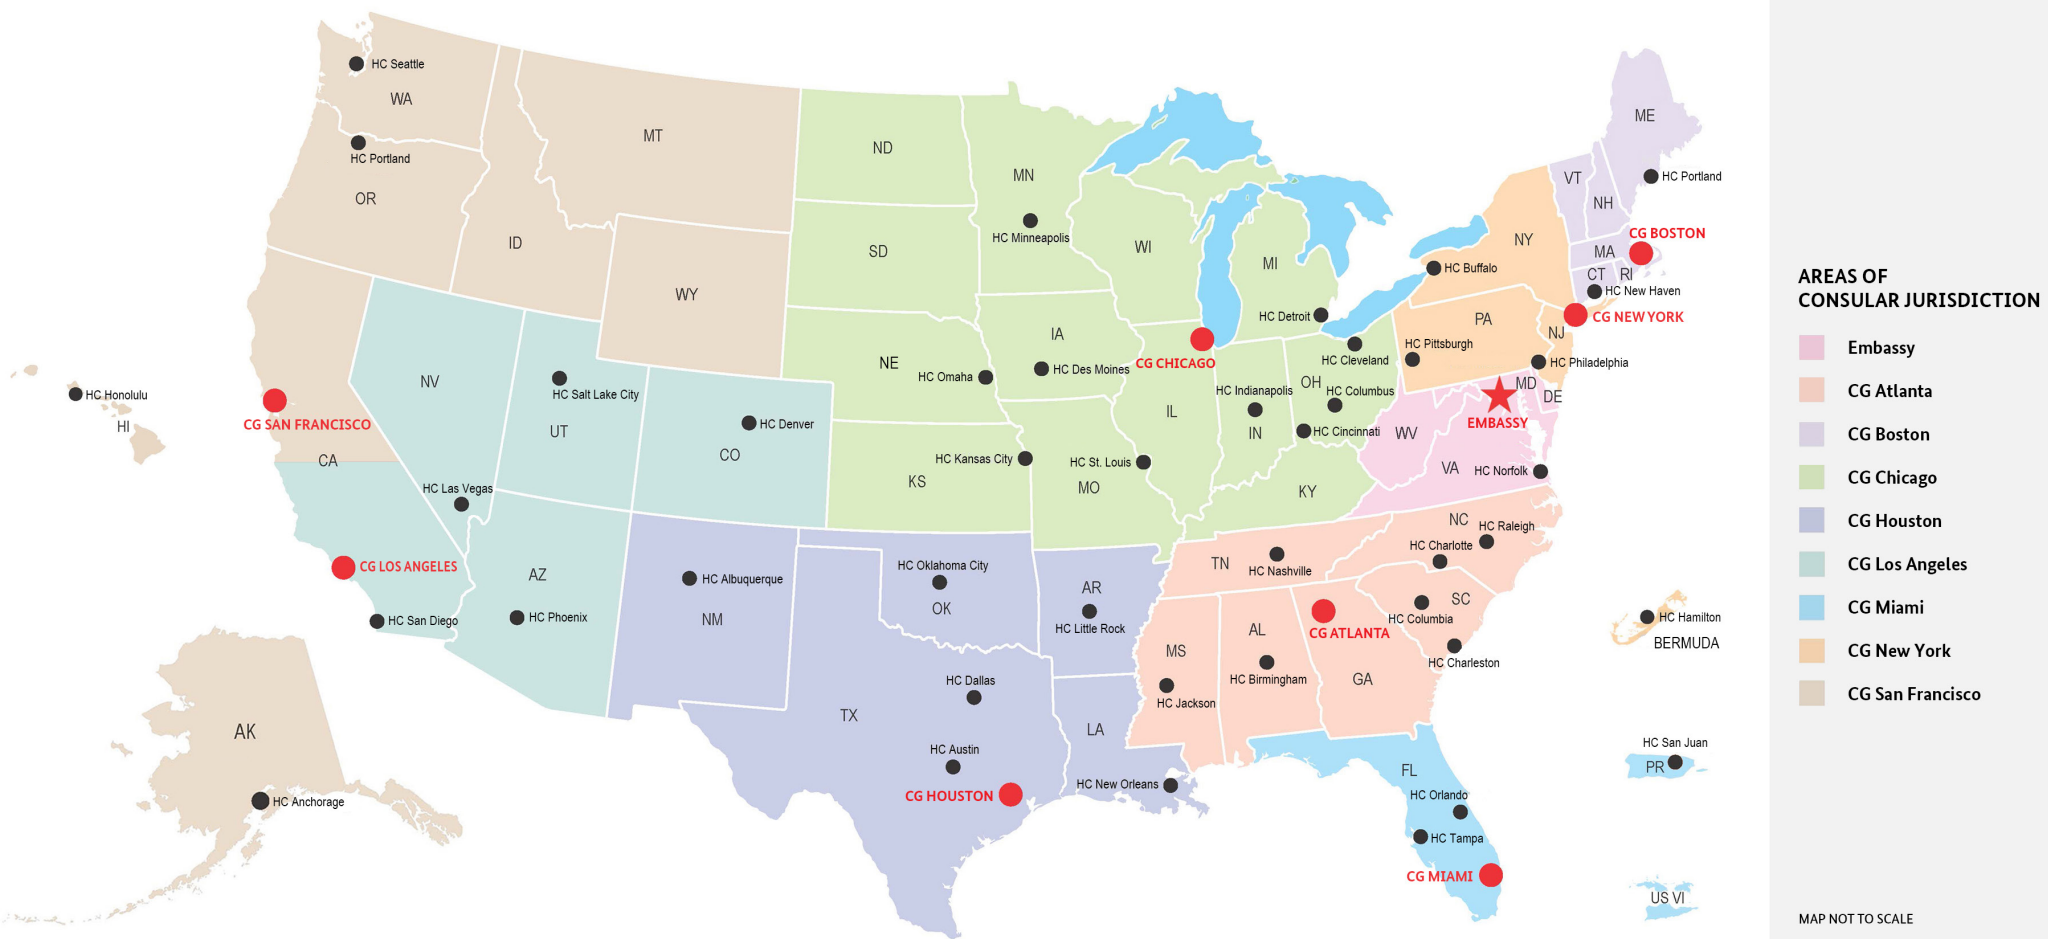 HC Seattle
WA
HC Portland
OR
ID
MT
WY
ND
SD
NE
HC Omaha
KS
HC Kansas City
MN
HC Minneapolis
WI
IA
HC Des Moines
CG CHICAGO
IL
HC St. Louis
MO
MI
HC Detroit
HC Indianapolis
IN
OH
HC Cleveland
HC Columbus
HC Cincinnati
KY
ME
HC Portland
VT
NH
CG BOSTON
MA
CT
RI
HC New Haven
NY
HC Buffalo
CG NEW YORK
PA
NJ
HC Pittsburgh
HC Philadelphia
MD
DE
EMBASSY
WV
VA
HC Norfolk
HC Honolulu
HI
CG SAN FRANCISCO
CA
NV
HC Las Vegas
HC Salt Lake City
UT
HC Denver
CO
CG LOS ANGELES
HC San Diego
AZ
HC Phoenix
HC Albuquerque
NM
HC Oklahoma City
OK
AR
HC Little Rock
HC Dallas
TX
HC Austin
CG HOUSTON
LA
HC New Orleans
TN
HC Nashville
NC
HC Raleigh
HC Charlotte
SC
HC Columbia
HC Charleston
CG ATLANTA
GA
AL
HC Birmingham
MS
HC Jackson
FL
HC Orlando
HC Tampa
CG MIAMI
AK
HC Anchorage
HC Hamilton
BERMUDA
HC San Juan
PR
US VI
AREAS OF
CONSULAR JURISDICTION
Embassy
CG Atlanta
CG Boston
CG Chicago
CG Houston
CG Los Angeles
CG Miami
CG New York
CG San Francisco
MAP NOT TO SCALE